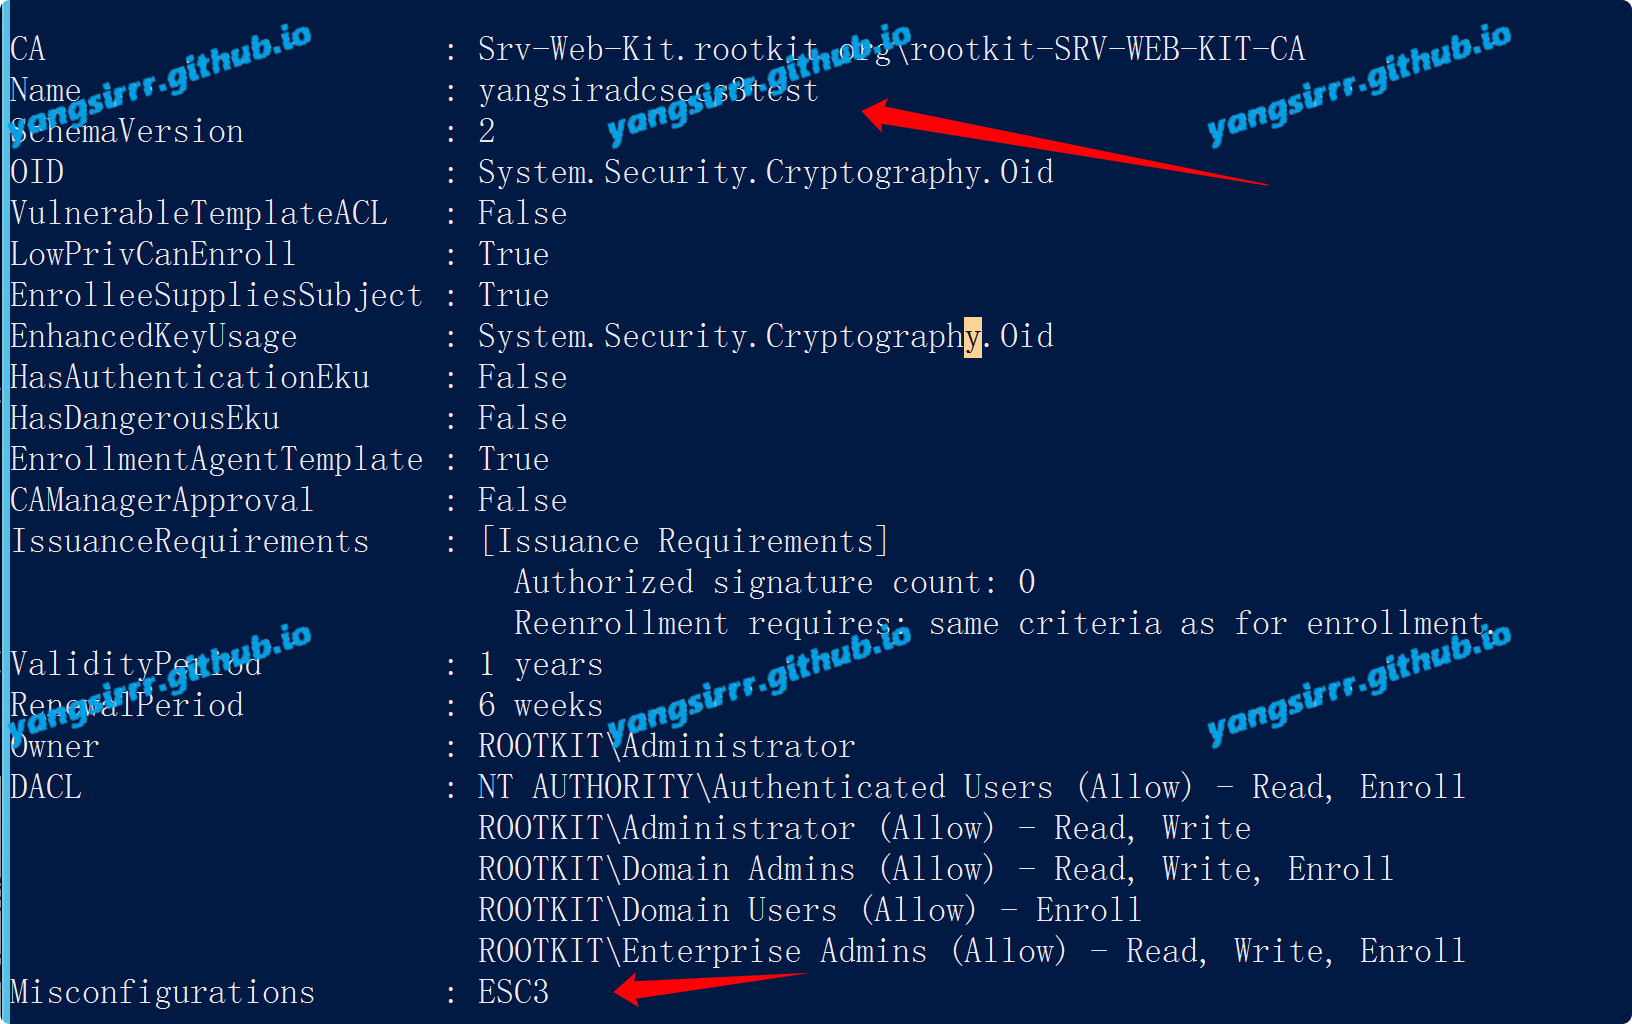 CA : Srv-Web-Kit.rootkit.org\rootkit-SRV-WEB-KIT-CA
Name : yangsiradcsecs3test
SchemaVersion : 2
OID : System.Security.Cryptography.Oid
VulnerableTemplateACL : False
LowPrivCanEnroll : True
EnrolleeSuppliesSubject : True
EnhancedKeyUsage : System.Security.Cryptography.Oid
HasAuthenticationEku : False
HasDangerousEku : False
EnrollmentAgentTemplate : True
CAManagerApproval : False
IssuanceRequirements : [Issuance Requirements]
Authorized signature count: 0
Reenrollment requires: same criteria as for enrollment.
ValidityPeriod : 1 years
RenewalPeriod : 6 weeks
Owner : ROOTKIT\Administrator
DACL : NT AUTHORITY\Authenticated Users (Allow) - Read, Enroll
ROOTKIT\Administrator (Allow) - Read, Write
ROOTKIT\Domain Admins (Allow) - Read, Write, Enroll
ROOTKIT\Domain Users (Allow) - Enroll
ROOTKIT\Enterprise Admins (Allow) - Read, Write, Enroll
Misconfigurations : ESC3
yangsirrr.github.io
yangsirrr.github.io
yangsirrr.github.io
yangsirrr.github.io
yangsirrr.github.io
yangsirrr.github.io